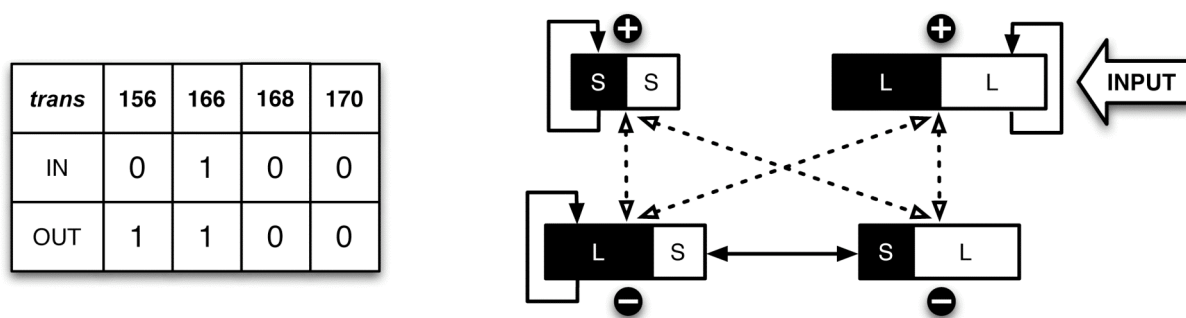 trans 156 166 168 170
IN 0 1 0 0
OUT 1 1 0 0
+ +
S S L L INPUT
L S S L
− −